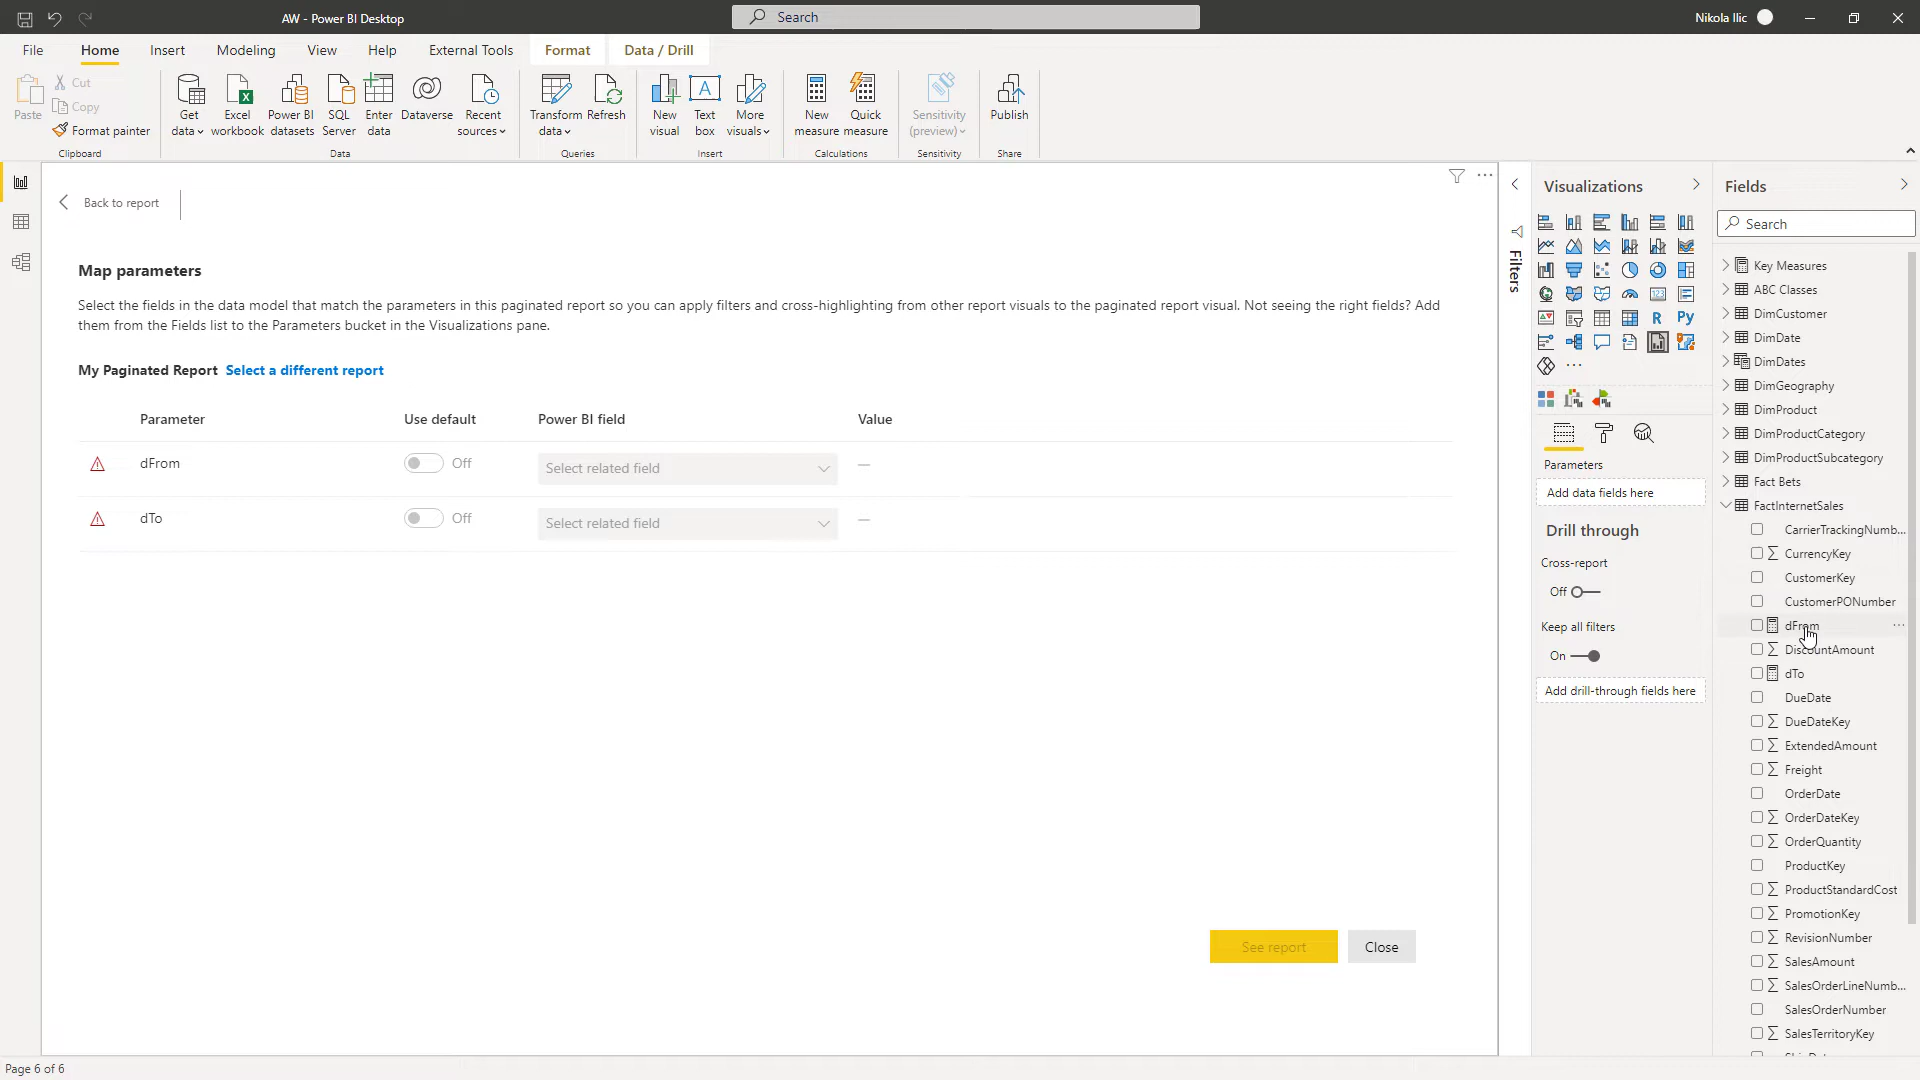 AW - Power BI Desktop
Search
Nikola Ilic
File
Home
Insert
Modeling
View
Help
External Tools
Format
Data / Drill
Paste
Cut
Copy
Format painter
Clipboard
Get data
Excel workbook
Power BI datasets
SQL Server
Enter data
Dataverse
Recent sources
Data
Transform data
Refresh
Queries
New visual
Text box
More visuals
Insert
New measure
Quick measure
Calculations
Sensitivity (preview)
Sensitivity
Publish
Share
Back to report
Map parameters
Select the fields in the data model that match the parameters in this paginated report so you can apply filters and cross-highlighting from other report visuals to the paginated report visual. Not seeing the right fields? Add
them from the Fields list to the Parameters bucket in the Visualizations pane.
My Paginated Report Select a different report
Parameter Use default Power BI field Value
dFrom Off Select related field —
dTo Off Select related field —
See report
Close
Filters
Visualizations
R
Py
123
Parameters
Add data fields here
Drill through
Cross-report
Off
Keep all filters
On
Add drill-through fields here
Fields
Search
Key Measures
ABC Classes
DimCustomer
DimDate
DimDates
DimGeography
DimProduct
DimProductCategory
DimProductSubcategory
Fact Bets
FactInternetSales
CarrierTrackingNumb...
CurrencyKey
CustomerKey
CustomerPONumber
dFrom
DiscountAmount
dTo
DueDate
DueDateKey
ExtendedAmount
Freight
OrderDate
OrderDateKey
OrderQuantity
ProductKey
ProductStandardCost
PromotionKey
RevisionNumber
SalesAmount
SalesOrderLineNumb...
SalesOrderNumber
SalesTerritoryKey
Page 6 of 6